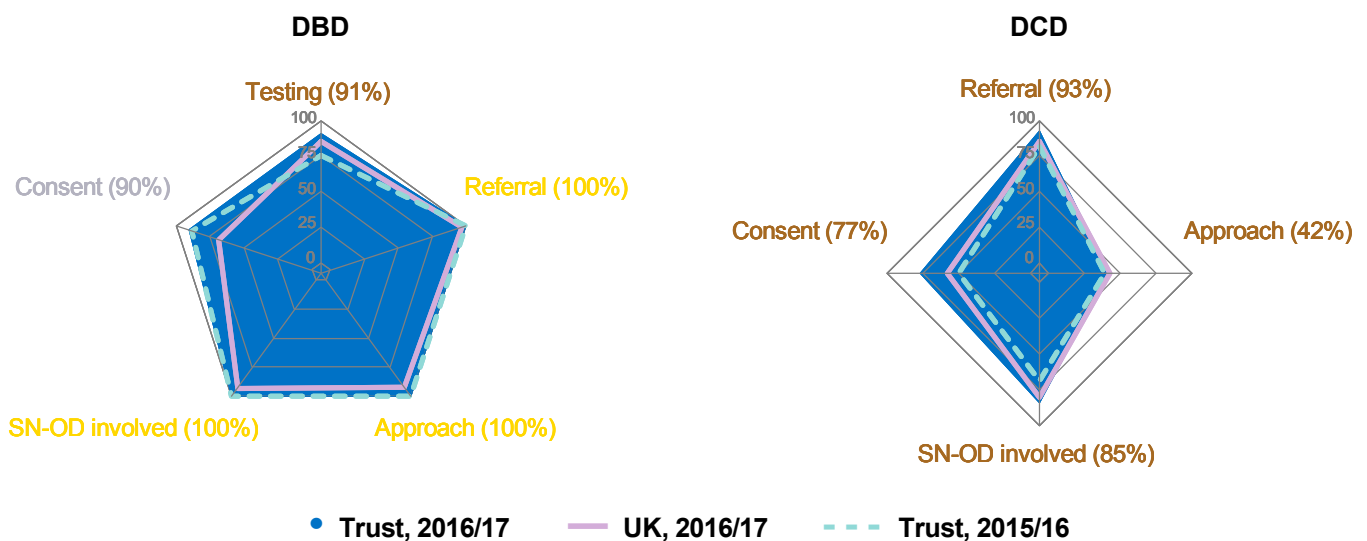 DBD
DCD
Testing (91%)
Referral (93%)
100
100
75
75
50
50
25
25
0
0
Consent (90%)
Referral (100%)
Consent (77%)
Approach (42%)
SN-OD involved (100%)
Approach (100%)
SN-OD involved (85%)
Trust, 2016/17
UK, 2016/17
Trust, 2015/16